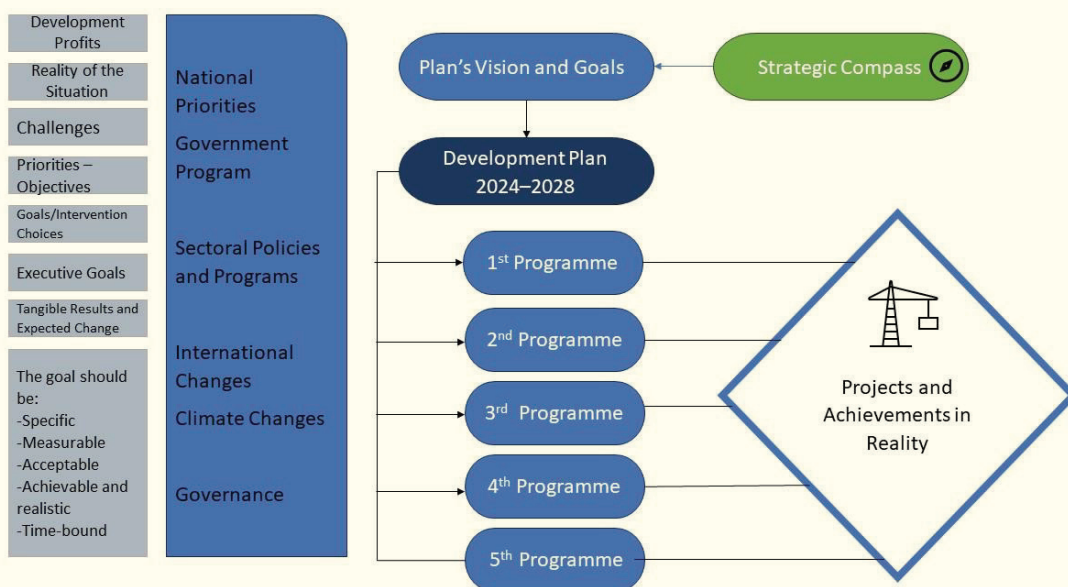 Development
Profits
Reality of the
Situation
Challenges
Priorities –
Objectives
Goals/Intervention
Choices
Executive Goals
Tangible Results and
Expected Change
The goal should
be:
-Specific
-Measurable
-Acceptable
-Achievable and
realistic
-Time-bound
National
Priorities
Government
Program
Sectoral Policies
and Programs
International
Changes
Climate Changes
Governance
Plan’s Vision and Goals
Strategic Compass
Development Plan
2024–2028
1st Programme
2nd Programme
3rd Programme
4th Programme
5th Programme
Projects and
Achievements in
Reality